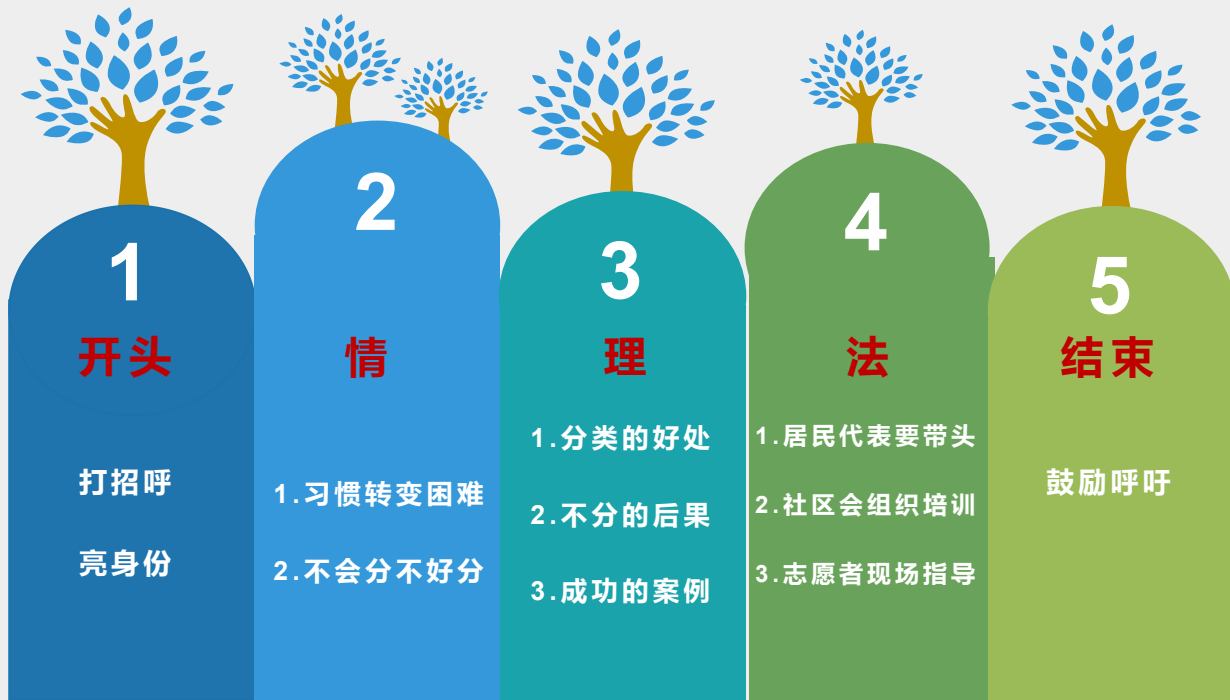 1
开头
打招呼
亮身份
2
情
1.习惯转变困难
2.不会分不好分
3
理
1.分类的好处
2.不分的后果
3.成功的案例
4
法
1.居民代表要带头
2.社区会组织培训
3.志愿者现场指导
5
结束
鼓励呼吁